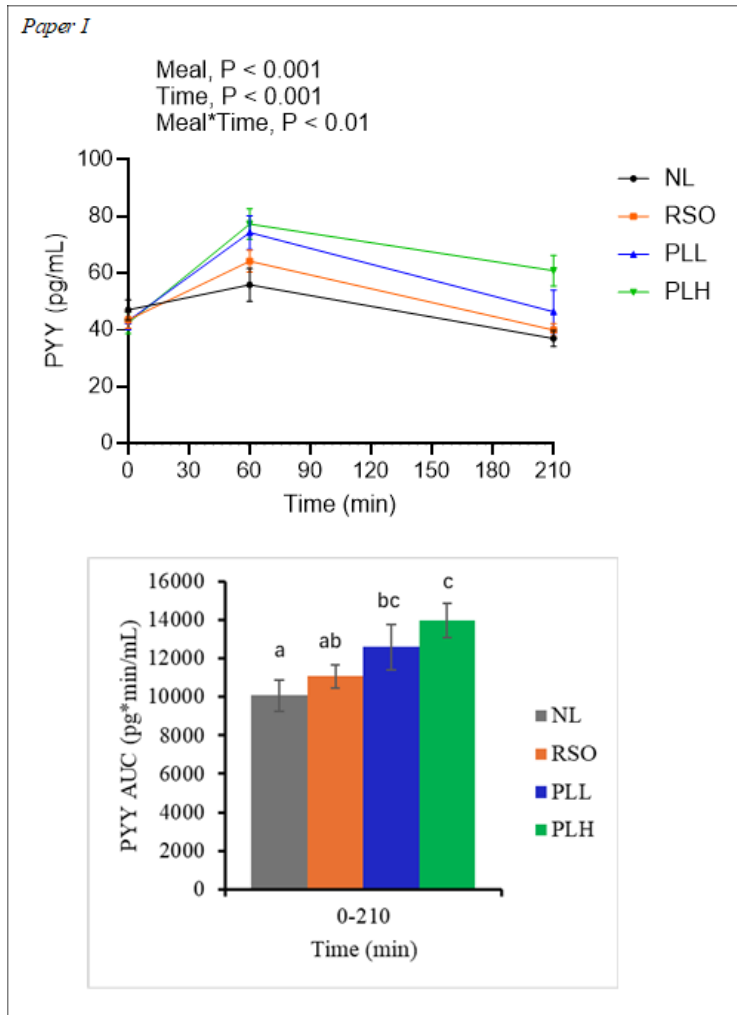 Paper I
Meal, P < 0.001
Time, P < 0.001
Meal*Time, P < 0.01
100
80
60
40
20
0
PYY (pg/mL)
0 30 60 90 120 150 180 210
Time (min)
NL
RSO
PLL
PLH
16000
14000
12000
10000
8000
6000
4000
2000
0
PYY AUC (pg*min/mL)
a
ab
bc
c
0-210
Time (min)
NL
RSO
PLL
PLH